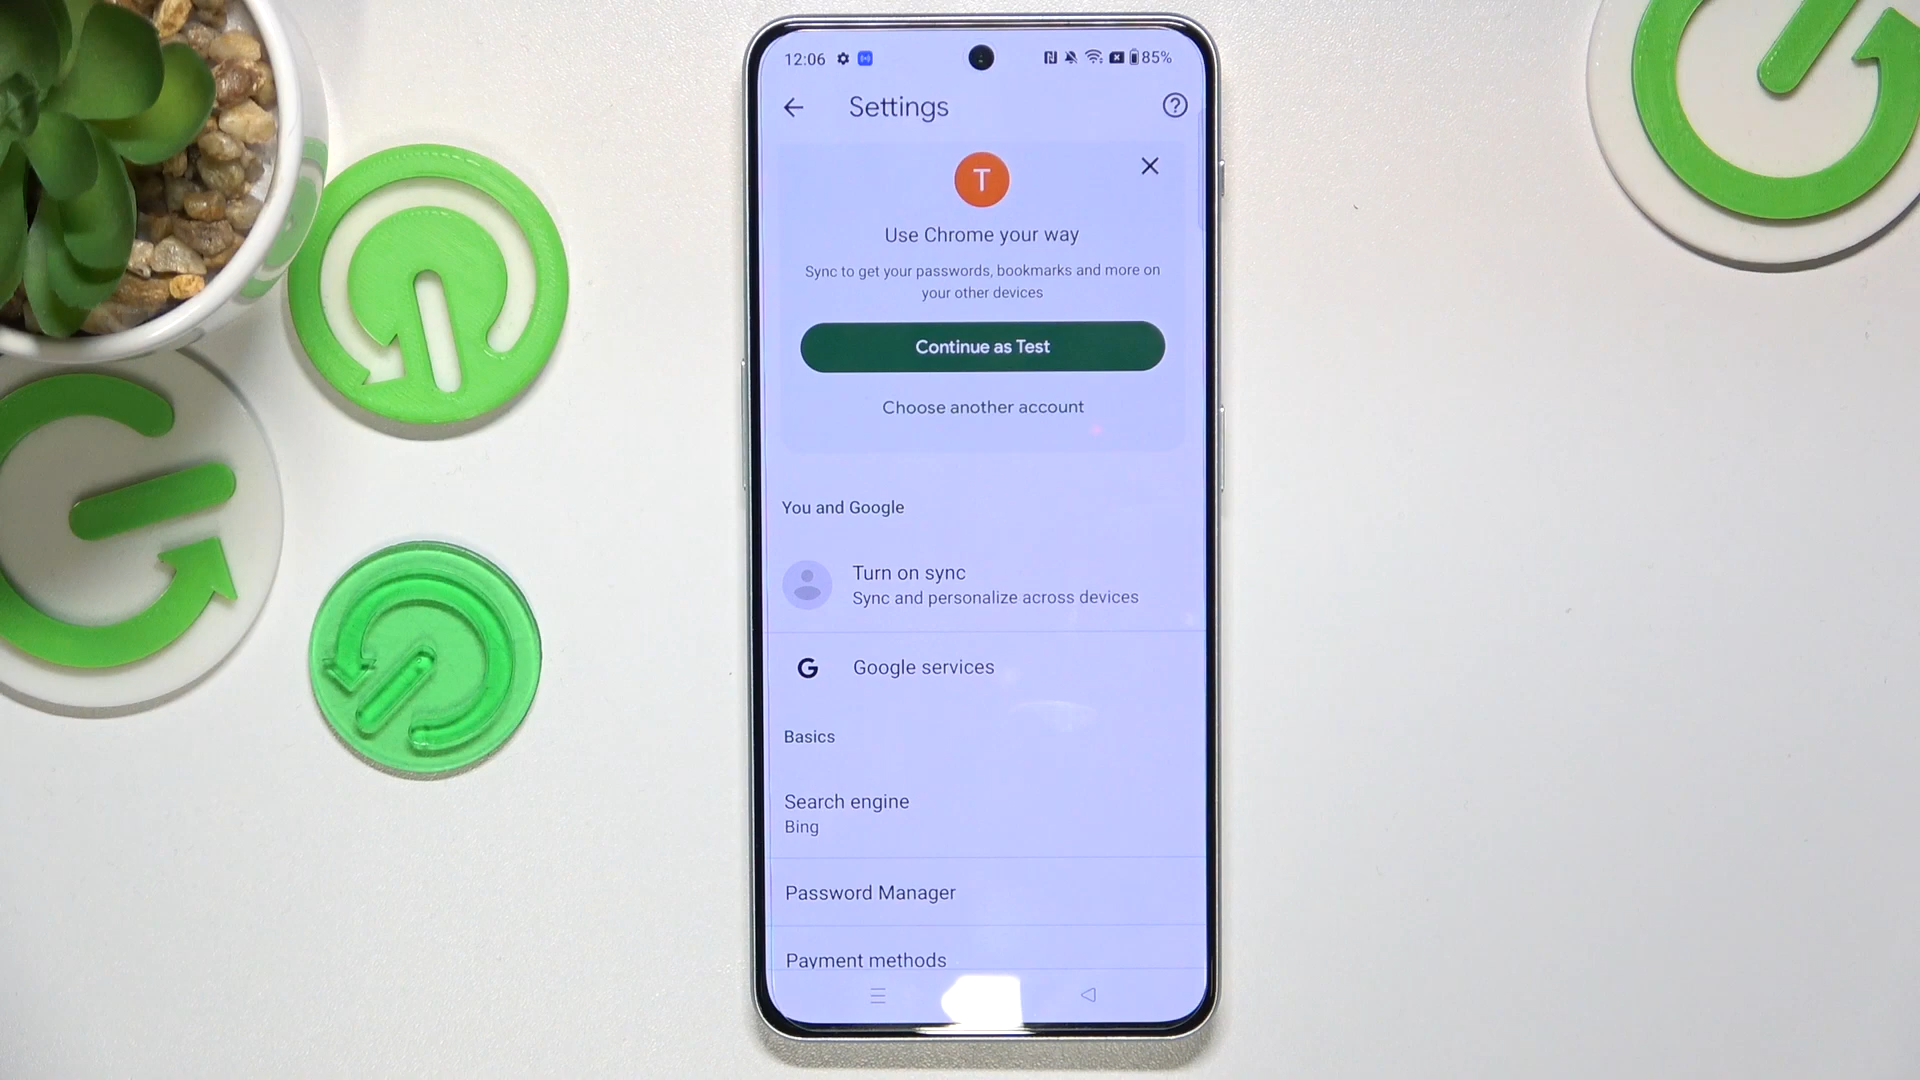 12:06
85%
Settings
T
Use Chrome your way
Sync to get your passwords, bookmarks and more on
your other devices
Continue as Test
Choose another account
You and Google
Turn on sync
Sync and personalize across devices
G
Google services
Basics
Search engine
Bing
Password Manager
Payment methods